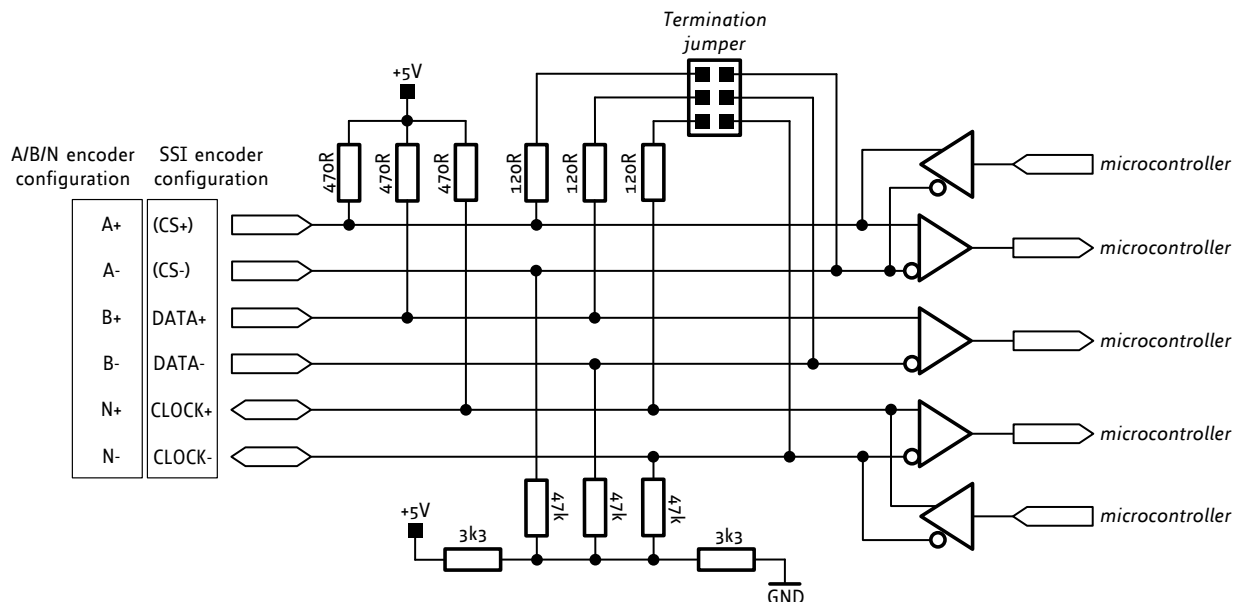 Termination
jumper
+5V
A/B/N encoder
configuration
SSI encoder
configuration
470R
470R
470R
120R
120R
120R
microcontroller
A+
(CS+)
microcontroller
A-
(CS-)
B+
DATA+
microcontroller
B-
DATA-
N+
CLOCK+
microcontroller
N-
CLOCK-
47k
47k
47k
microcontroller
+5V
3k3
3k3
GND